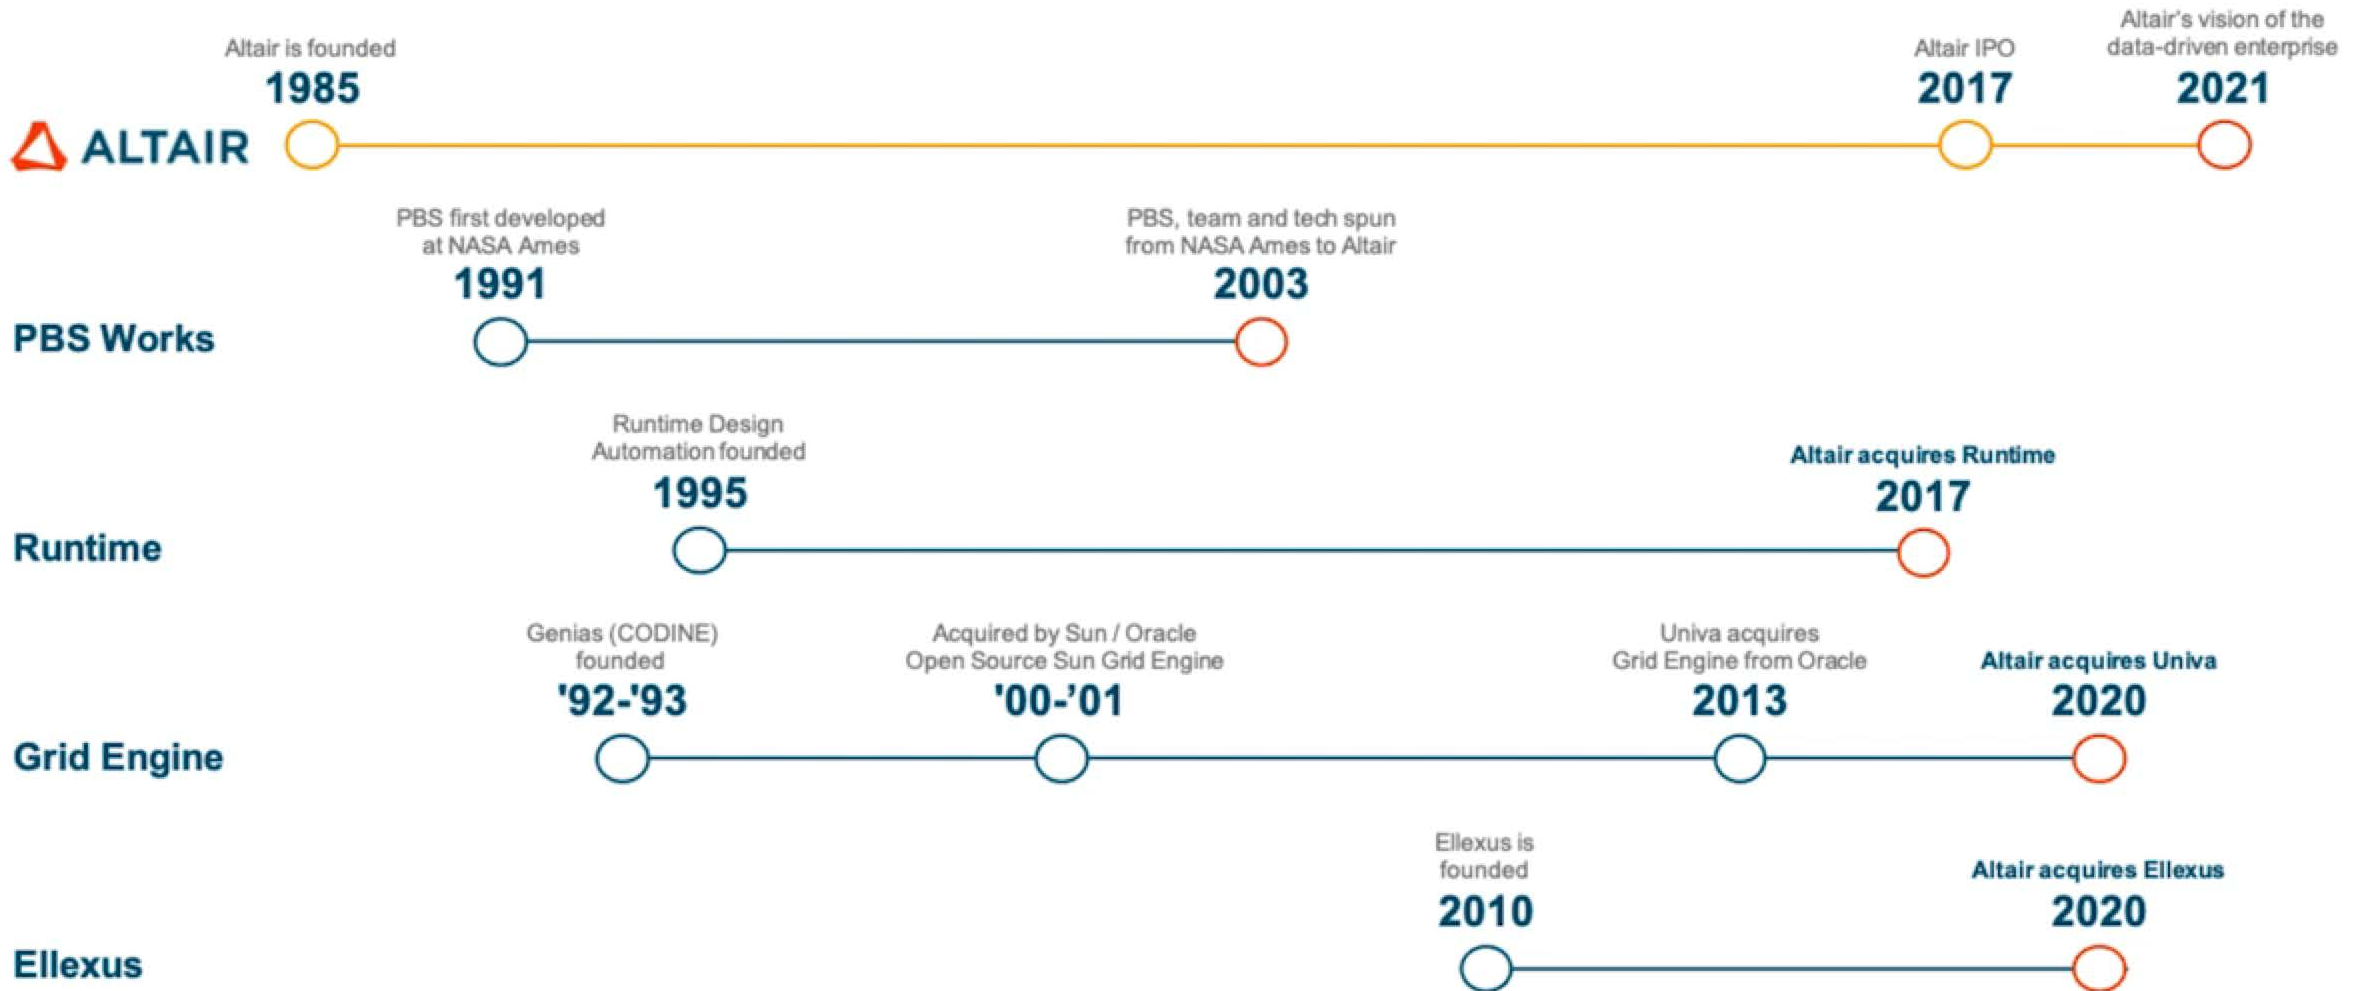 Altair is founded
1985
Altair IPO
2017
Altair's vision of the
data-driven enterprise
2021
ALTAIR
PBS first developed
at NASA Ames
1991
PBS, team and tech spun
from NASA Ames to Altair
2003
PBS Works
Runtime Design
Automation founded
1995
Altair acquires Runtime
2017
Runtime
Genias (CODINE)
founded
'92-'93
Acquired by Sun / Oracle
Open Source Sun Grid Engine
'00-’01
Univa acquires
Grid Engine from Oracle
2013
Altair acquires Univa
2020
Grid Engine
Ellexus is
founded
2010
Altair acquires Ellexus
2020
Ellexus